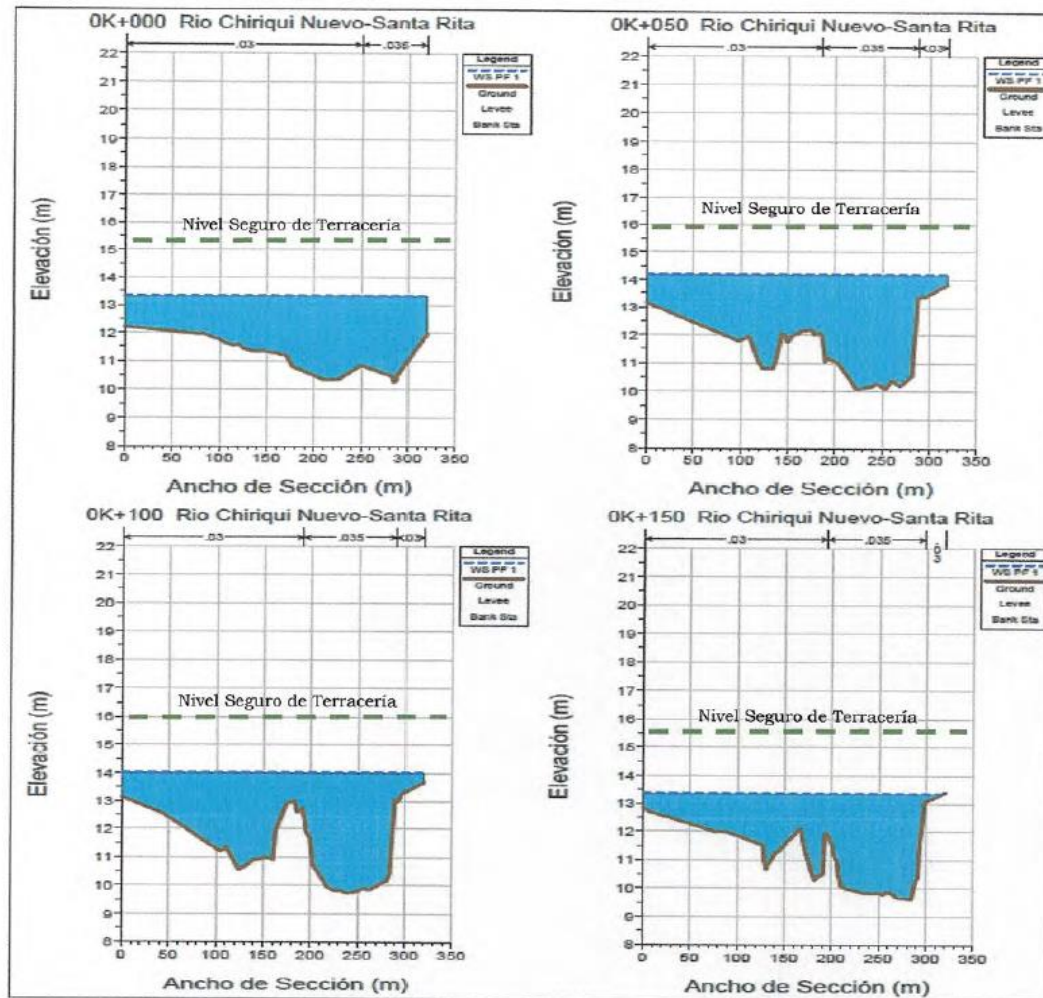 0K+000 Rio Chiriqui Nuevo-Santa Rita
.03 .035
Legend
WS PF 1
Ground
Levee
Bank Sta
22
21
20
19
18
17
16
15
14
13
12
11
10
9
8
Elevación (m)
Nivel Seguro de Terracería
0 50 100 150 200 250 300 350
Ancho de Sección (m)
0K+050 Rio Chiriqui Nuevo-Santa Rita
.03 .035 .03
Legend
WS PF 1
Ground
Levee
Bank Sta
22
21
20
19
18
17
16
15
14
13
12
11
10
9
8
Elevación (m)
Nivel Seguro de Terracería
0 50 100 150 200 250 300 350
Ancho de Sección (m)
0K+100 Rio Chiriqui Nuevo-Santa Rita
.03 .035 .03
Legend
WS PF 1
Ground
Levee
Bank Sta
22
21
20
19
18
17
16
15
14
13
12
11
10
9
8
Elevación (m)
Nivel Seguro de Terracería
0 50 100 150 200 250 300 350
Ancho de Sección (m)
0K+150 Rio Chiriqui Nuevo-Santa Rita
.03 .035
Legend
WS PF 1
Ground
Levee
Bank Sta
22
21
20
19
18
17
16
15
14
13
12
11
10
9
8
Elevación (m)
Nivel Seguro de Terracería
0 50 100 150 200 250 300 350
Ancho de Sección (m)